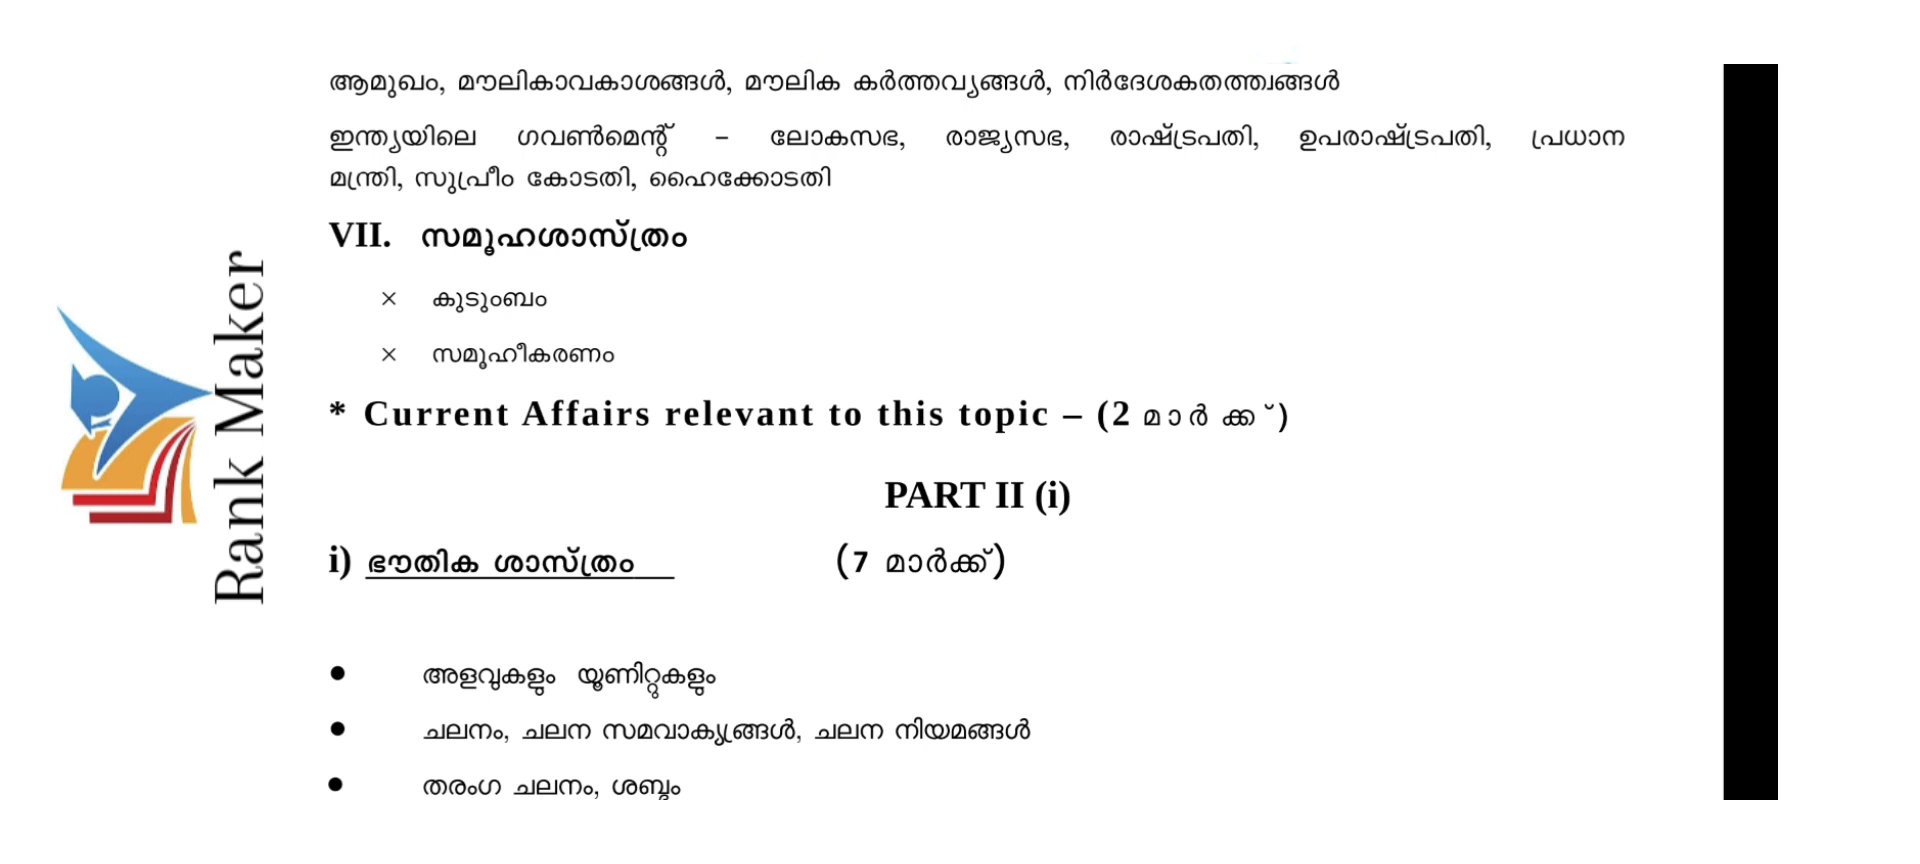 ആമുഖം, മൗലികാവകാശങ്ങൾ, മൗലിക കർത്തവ്യങ്ങൾ, നിർദേശകതത്ത്വങ്ങൾ
ഇന്ത്യയിലെ ഗവൺമെന്റ് – ലോകസഭ, രാജ്യസഭ, രാഷ്ട്രപതി, ഉപരാഷ്ട്രപതി, പ്രധാന
മന്ത്രി, സുപ്രീം കോടതി, ഹൈക്കോടതി
VII. സമൂഹശാസ്ത്രം
× കുടുംബം
× സമൂഹീകരണം
* Current Affairs relevant to this topic – (2 മാർക്ക്)
PART II (i)
i) ഭൗതിക ശാസ്ത്രം (7 മാർക്ക്)
● അളവുകളും യൂണിറ്റുകളും
● ചലനം, ചലന സമവാക്യ്രങ്ങൾ, ചലന നിയമങ്ങൾ
● തരംഗ ചലനം, ശബ്ദം
Rank Maker